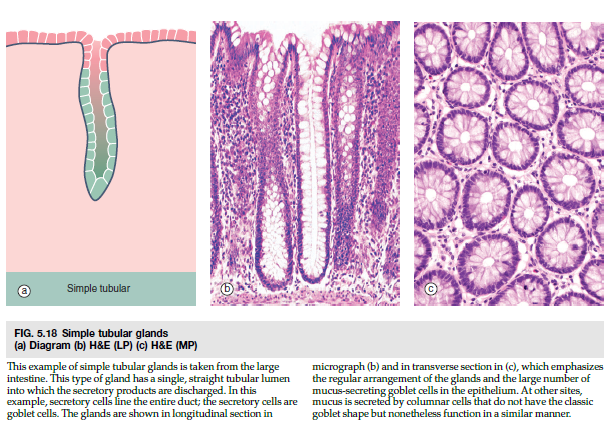 a
Simple tubular
b
c
FIG. 5.18 Simple tubular glands
(a) Diagram (b) H&E (LP) (c) H&E (MP)
This example of simple tubular glands is taken from the large
intestine. This type of gland has a single, straight tubular lumen
into which the secretory products are discharged. In this
example, secretory cells line the entire duct; the secretory cells are
goblet cells. The glands are shown in longitudinal section in
micrograph (b) and in transverse section in (c), which emphasizes
the regular arrangement of the glands and the large number of
mucus-secreting goblet cells in the epithelium. At other sites,
mucus is secreted by columnar cells that do not have the classic
goblet shape but nonetheless function in a similar manner.